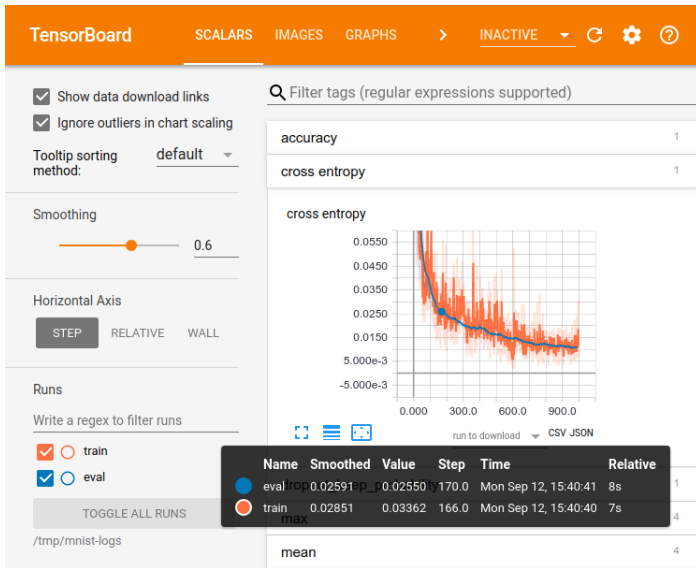 TensorBoard SCALARS IMAGES GRAPHS INACTIVE
Show data download links
Ignore outliers in chart scaling
Tooltip sorting method: default
Smoothing
0.6
Horizontal Axis
STEP RELATIVE WALL
Runs
Write a regex to filter runs
train
eval
TOGGLE ALL RUNS
/tmp/mnist-logs
Filter tags (regular expressions supported)
accuracy 1
cross entropy 1
cross entropy
0.0550
0.0450
0.0350
0.0250
0.0150
5.000e-3
-5.000e-3
0.000 300.0 600.0 900.0
run to download CSV JSON
Name Smoothed Value Step Time Relative
eval 0.02591 0.02550 170.0 Mon Sep 12, 15:40:41 8s
train 0.02851 0.03362 166.0 Mon Sep 12, 15:40:40 7s
1
max 4
mean 4